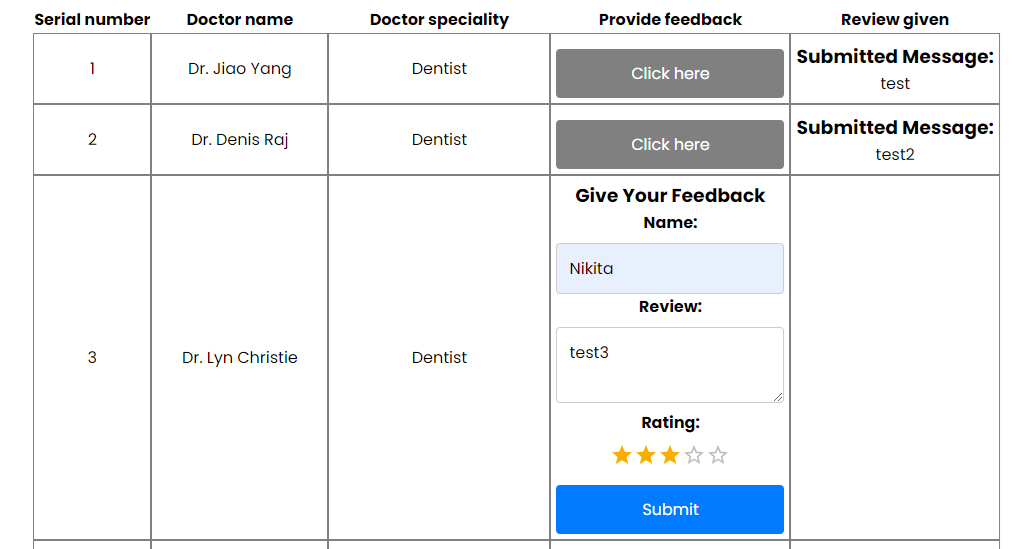 Serial number Doctor name Doctor speciality Provide feedback Review given
1 Dr. Jiao Yang Dentist Click here Submitted Message:
test
2 Dr. Denis Raj Dentist Click here Submitted Message:
test2
Give Your Feedback
Name:
Nikita
Review:
test3
3 Dr. Lyn Christie Dentist
Rating:
Submit